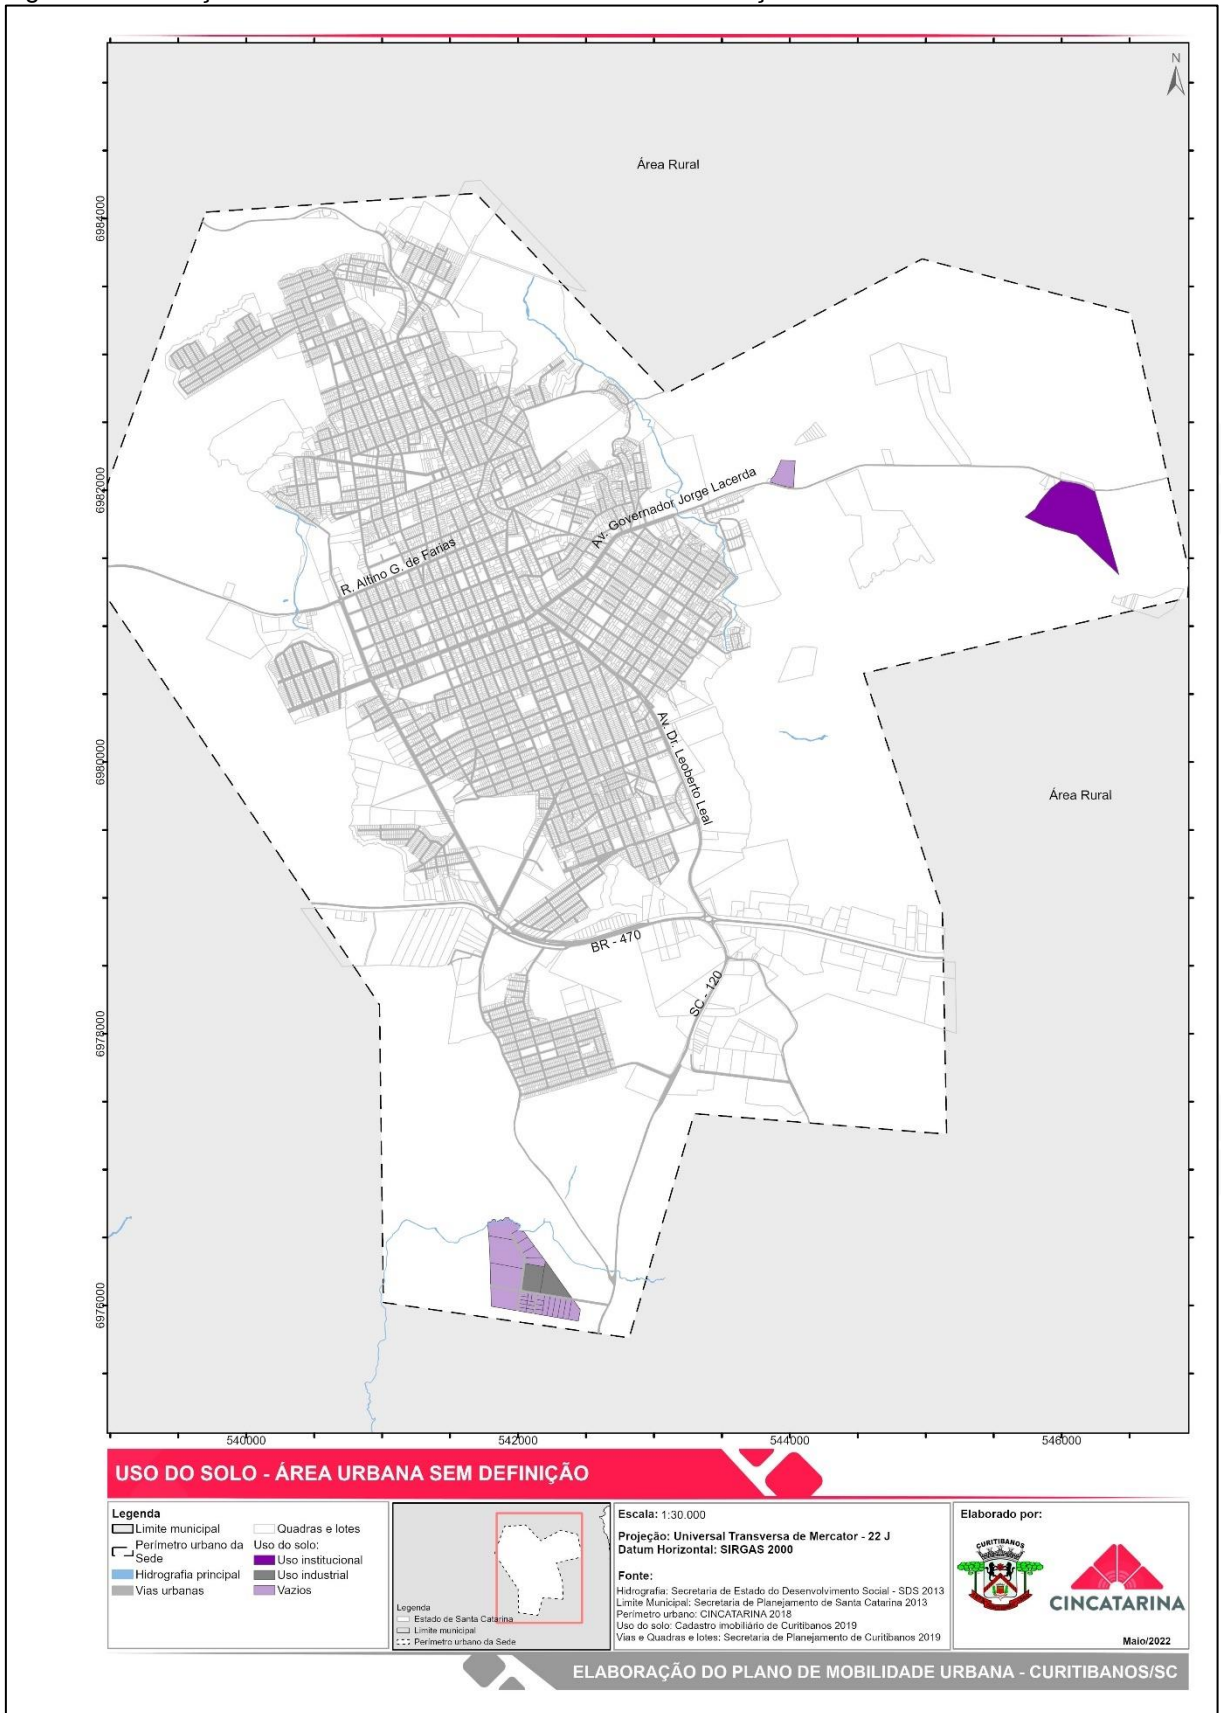 N
Área Rural
6984000
6982000
Av. Governador Jorge Lacerda
R. Altino G. de Farias
Av. Dr. Leoberto Leal
6980000
Área Rural
BR - 470
SC - 120
6978000
6976000
540000
542000
544000
546000
USO DO SOLO - ÁREA URBANA SEM DEFINIÇÃO
Legenda
Limite municipal
Perímetro urbano da
Sede
Hidrografia principal
Vias urbanas
Quadras e lotes
Uso do solo:
Uso institucional
Uso industrial
Vazios
Legenda
Estado de Santa Catarina
Limite municipal
Perímetro urbano da Sede
Escala: 1:30.000
Projeção: Universal Transversa de Mercator - 22 J
Datum Horizontal: SIRGAS 2000
Fonte:
Hidrografia: Secretaria de Estado do Desenvolvimento Social - SDS 2013
Limite Municipal: Secretaria de Planejamento de Santa Catarina 2013
Perímetro urbano: CINCATARINA 2018
Uso do solo: Cadastro imobiliário de Curitibanos 2019
Vias e Quadras e lotes: Secretaria de Planejamento de Curitibanos 2019
Elaborado por:
CURITIBANOS
CINCATARINA
Maio/2022
ELABORAÇÃO DO PLANO DE MOBILIDADE URBANA - CURITIBANOS/SC